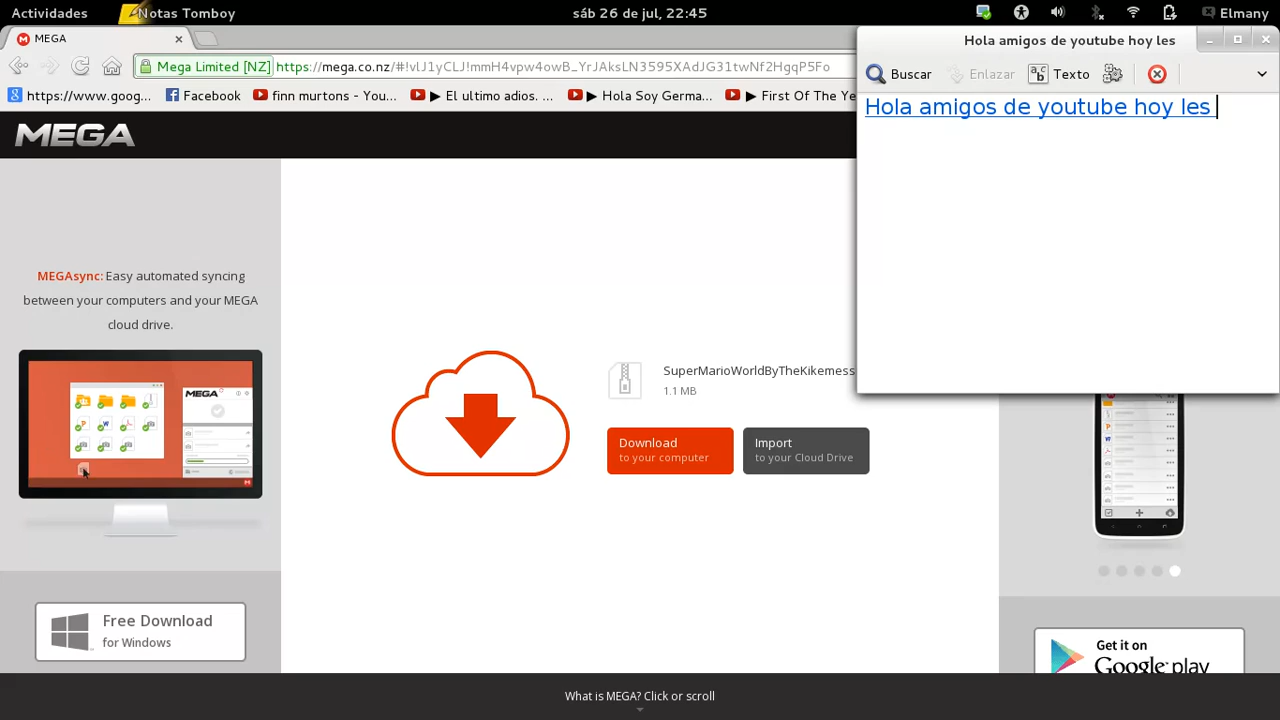 Actividades
Notas Tomboy
sáb 26 de jul, 22:45
Elmany
MEGA
Mega Limited [NZ] https://mega.co.nz/#!vlJ1yCLJ!mmH4vpw4owB_YrJAksLN3595XAdJG31twNf2HgqP5Fo
https://www.goog...
Facebook
finn murtons - You...
▶ El ultimo adios. ...
▶ Hola Soy Germa...
▶ First Of The Ye
Hola amigos de youtube hoy les
Buscar
Enlazar
Texto
Hola amigos de youtube hoy les
MEGA
MEGAsync: Easy automated syncing
between your computers and your MEGA
cloud drive.
MEGA
SuperMarioWorldByTheKikemess
1.1 MB
Download
to your computer
Import
to your Cloud Drive
Free Download
for Windows
Get it on
Google play
What is MEGA? Click or scroll